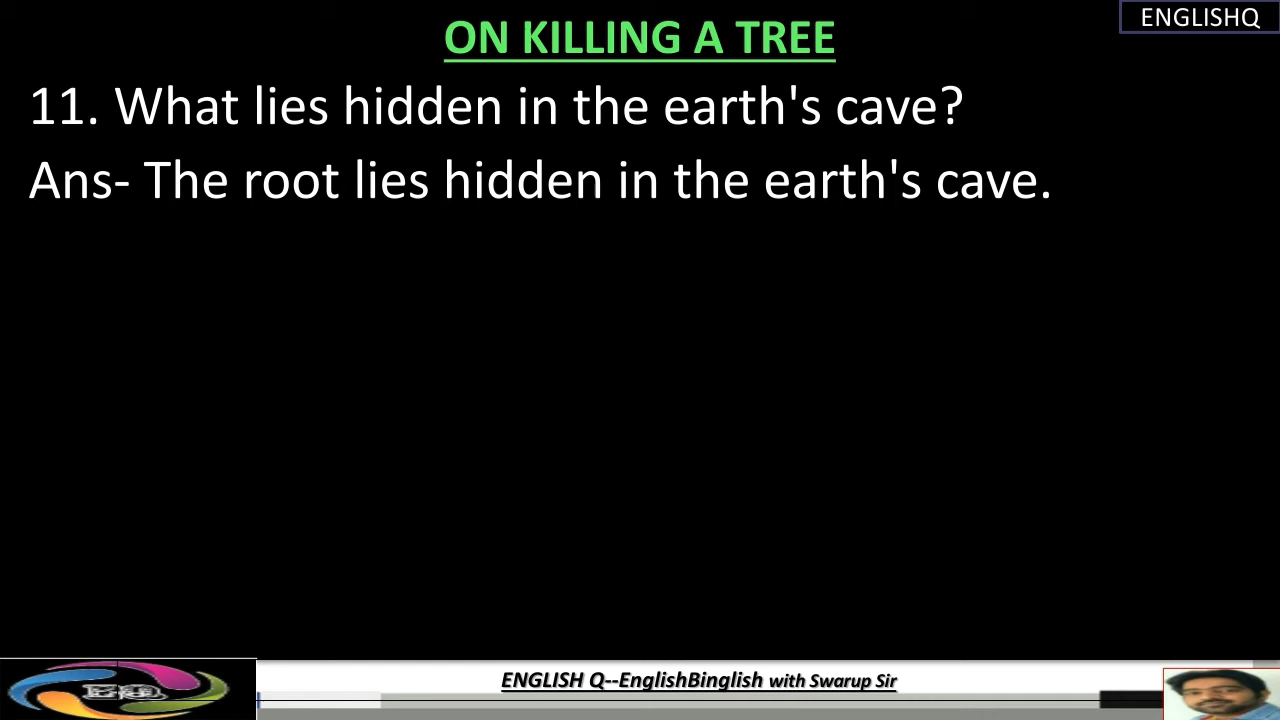 ENGLISHQ
ON KILLING A TREE
11. What lies hidden in the earth's cave?
Ans- The root lies hidden in the earth's cave.
ENGLISH Q--EnglishBinglish with Swarup Sir